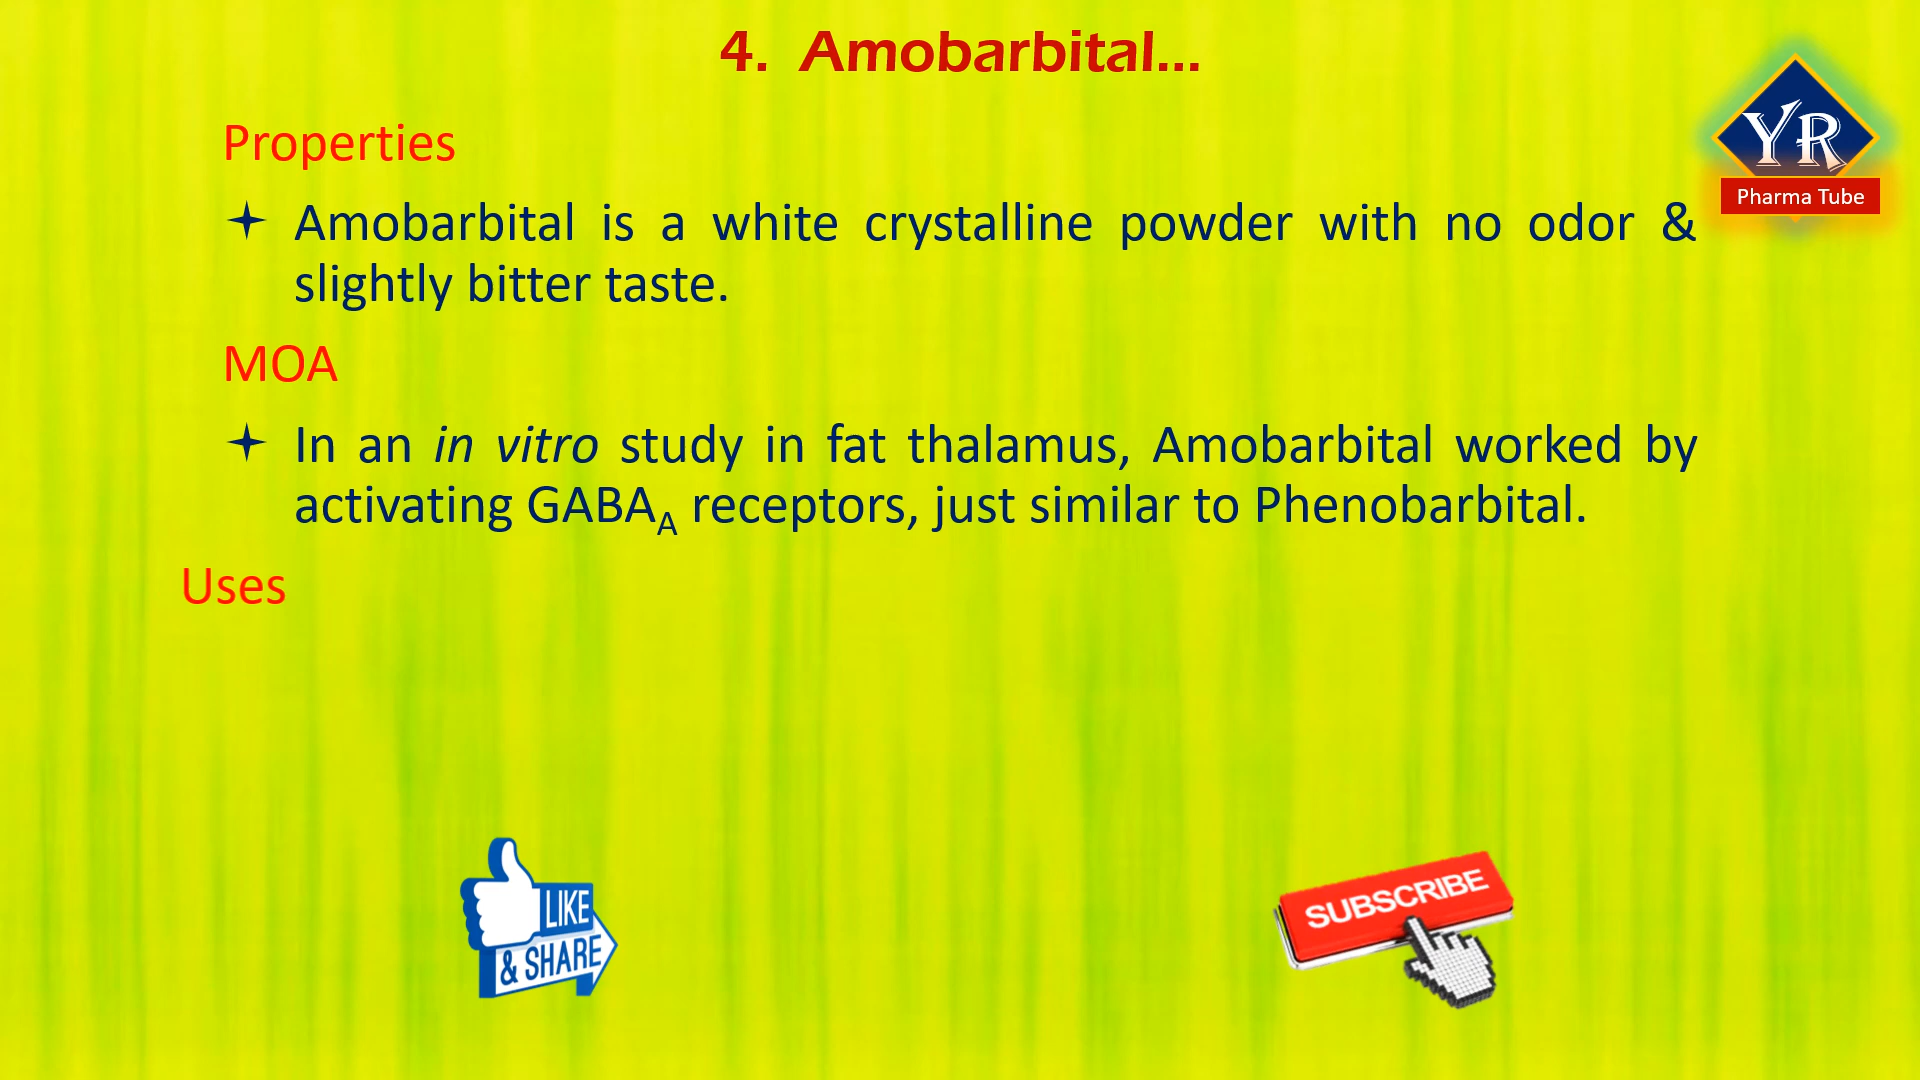 4. Amobarbital...
YR
Pharma Tube
Properties
Amobarbital is a white crystalline powder with no odor &
slightly bitter taste.
MOA
In an in vitro study in fat thalamus, Amobarbital worked by
activating GABAA receptors, just similar to Phenobarbital.
Uses
LIKE
& SHARE
SUBSCRIBE